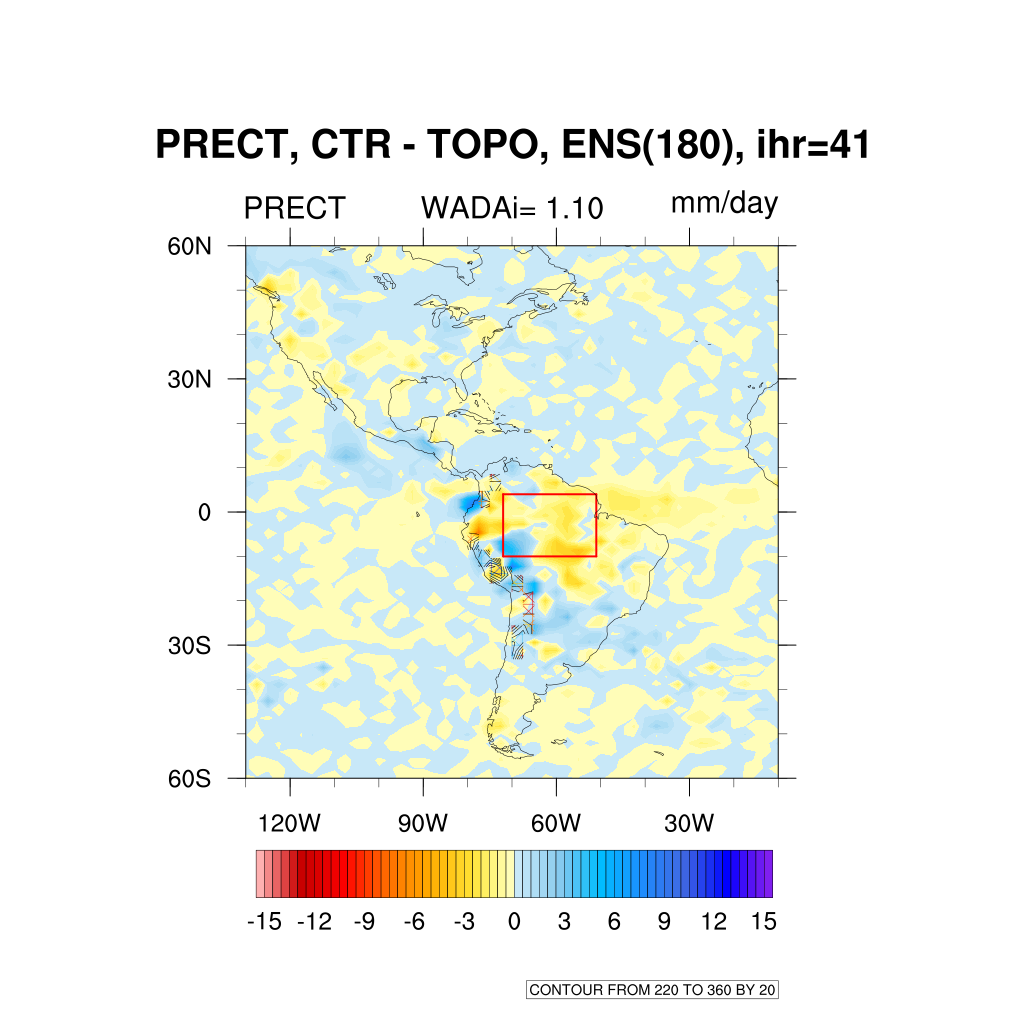 PRECT, CTR - TOPO, ENS(180), ihr=41
PRECT WADAi= 1.10 mm/day
60N
30N
0
30S
60S
120W 90W 60W 30W
-15 -12 -9 -6 -3 0 3 6 9 12 15
CONTOUR FROM 220 TO 360 BY 20